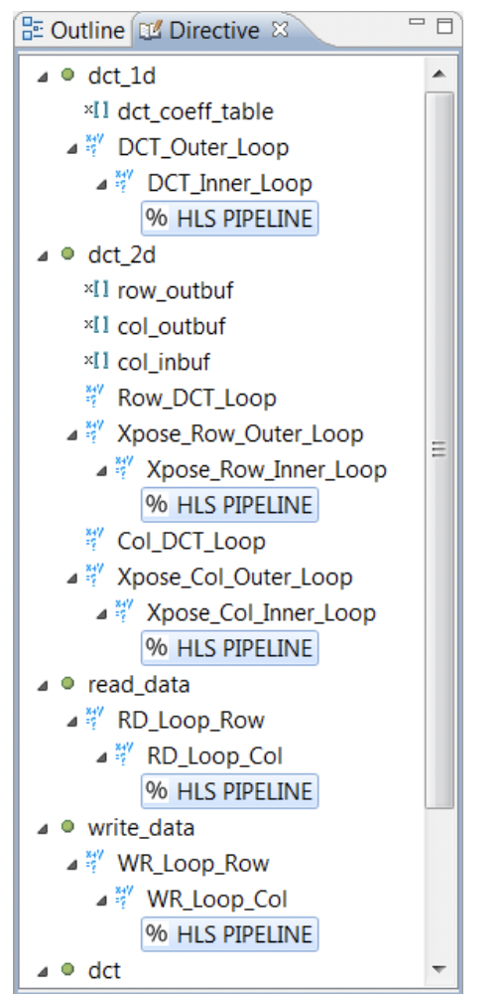 Outline Directive
dct_1d
x[] dct_coeff_table
DCT_Outer_Loop
DCT_Inner_Loop
% HLS PIPELINE
dct_2d
x[] row_outbuf
x[] col_outbuf
x[] col_inbuf
Row_DCT_Loop
Xpose_Row_Outer_Loop
Xpose_Row_Inner_Loop
% HLS PIPELINE
Col_DCT_Loop
Xpose_Col_Outer_Loop
Xpose_Col_Inner_Loop
% HLS PIPELINE
read_data
RD_Loop_Row
RD_Loop_Col
% HLS PIPELINE
write_data
WR_Loop_Row
WR_Loop_Col
% HLS PIPELINE
dct